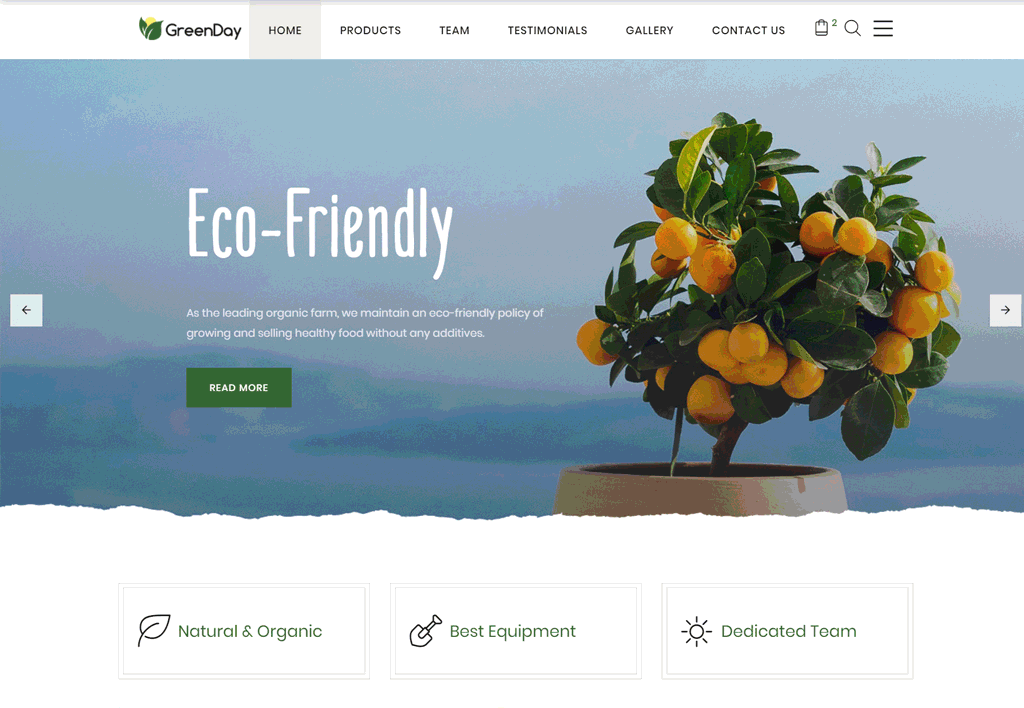 GreenDay
HOME
PRODUCTS
TEAM
TESTIMONIALS
GALLERY
CONTACT US
2
Eco-Friendly
As the leading organic farm, we maintain an eco-friendly policy of
growing and selling healthy food without any additives.
READ MORE
Natural & Organic
Best Equipment
Dedicated Team